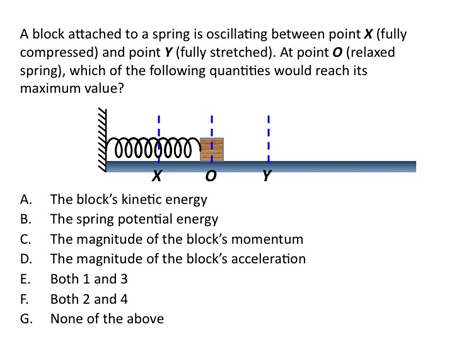 A block attached to a spring is oscillating between point X (fully
compressed) and point Y (fully stretched). At point O (relaxed
spring), which of the following quantities would reach its
maximum value?
X O Y
A. The block's kinetic energy
B. The spring potential energy
C. The magnitude of the block's momentum
D. The magnitude of the block's acceleration
E. Both 1 and 3
F. Both 2 and 4
G. None of the above